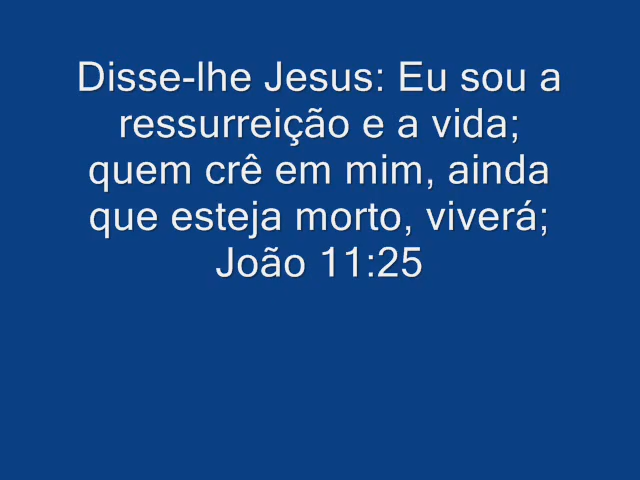 Disse-lhe Jesus: Eu sou a
ressurreição e a vida;
quem crê em mim, ainda
que esteja morto, viverá;
João 11:25